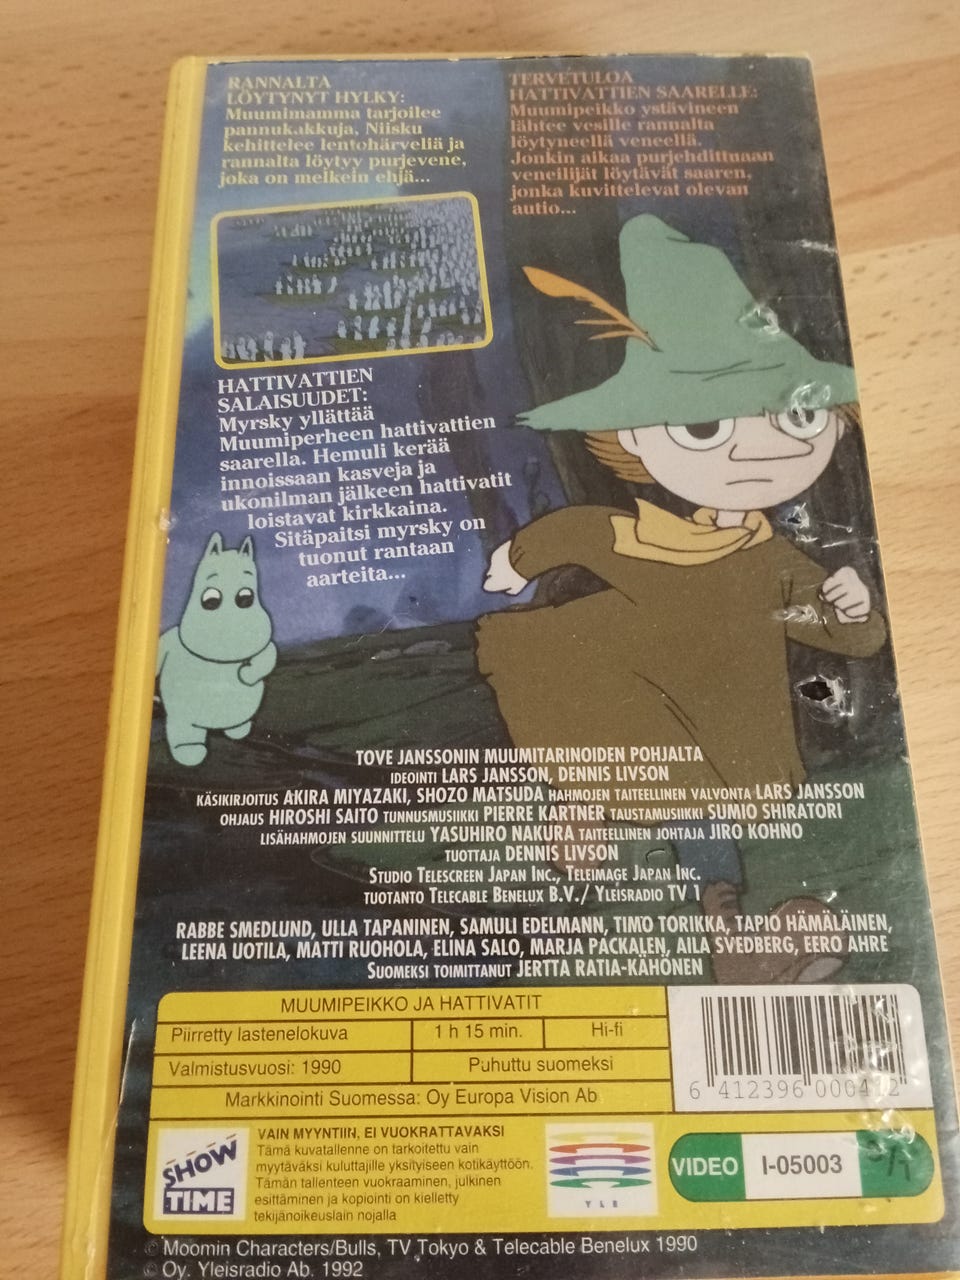 RANNALTA
LÖYTYNYT HYLKY:
Muumimamma tarjoilee
pannukakkuja, Niisku
kehittelee lentohärveliä ja
rannalta löytyy purjevene,
joka on melkein ehjä...
TERVETULOA
HATTIVATTIEN SAARELLE:
Muumipeikko ystävineen
lähtee vesille rannalta
löytyneellä veneellä.
Jonkin aikaa purjehdittuaan
veneilijät löytävät saaren,
jonka kuvittelevat olevan
autio...
HATTIVATTIEN
SALAISUUDET:
Myrsky yllättää
Muumiperheen hattivattien
saarella. Hemuli kerää
innoissaan kasveja ja
ukonilman jälkeen hattivatit
loistavat kirkkaina.
Sitäpaitsi myrsky on
tuonut rantaan
aarteita...
TOVE JANSSONIN MUUMITARINOIDEN POHJALTA
IDEOINTI LARS JANSSON, DENNIS LIVSON
KÄSIKIRJOITUS AKIRA MIYAZAKI, SHOZO MATSUDA HAHMOJEN TAITEELLINEN VALVONTA LARS JANSSON
OHJAUS HIROSHI SAITO TUNNUSMUSIIKKI PIERRE KARTNER TAUSTAMUSIIKKI SUMIO SHIRATORI
LISÄHAHMOJEN SUUNNITTELU YASUHIRO NAKURA TAITEELLINEN JOHTAJA JIRO KOHNO
TUOTTAJA DENNIS LIVSON
STUDIO TELESCREEN JAPAN INC., TELEIMAGE JAPAN INC.
TUOTANTO TELECABLE BENELUX B.V./ YLEISRADIO TV 1
RABBE SMEDLUND, ULLA TAPANINEN, SAMULI EDELMANN, TIMO TORIKKA, TAPIO HÄMÄLÄINEN,
LEENA UOTILA, MATTI RUOHOLA, ELINA SALO, MARJA PACKALEN, AILA SVEDBERG, EERO AHRE
SUOMEKSI TOIMITTANUT JERTTA RATIA-KÄHÖNEN
MUUMIPEIKKO JA HATTIVATIT
Piirretty lastenelokuva
1 h 15 min.
Hi-fi
Valmistusvuosi: 1990
Puhuttu suomeksi
Markkinointi Suomessa: Oy Europa Vision Ab
6 412396 000412
SHOW
TIME
VAIN MYYNTIIN, EI VUOKRATTAVAKSI
Tämä kuvatallenne on tarkoitettu vain
myytäväksi kuluttajille yksityiseen kotikäyttöön.
Tämän tallenteen vuokraaminen, julkinen
esittäminen ja kopiointi on kielletty
tekijänoikeuslain nojalla
YLE
VIDEO
I-05003
S/T
© Moomin Characters/Bulls, TV Tokyo & Telecable Benelux 1990
© Oy. Yleisradio Ab. 1992